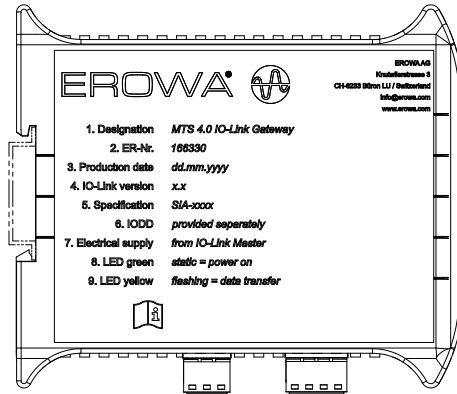 EROWA®
EROWA AG
Knutwilerstrasse 3
CH-6233 Büron LU / Switzerland
info@erowa.com
www.erowa.com
1. Designation MTS 4.0 IO-Link Gateway
2. ER-Nr. 166330
3. Production date dd.mm.yyyy
4. IO-Link version x.x
5. Specification SIA-xxxx
6. IODD provided separately
7. Electrical supply from IO-Link Master
8. LED green static = power on
9. LED yellow flashing = data transfer
i